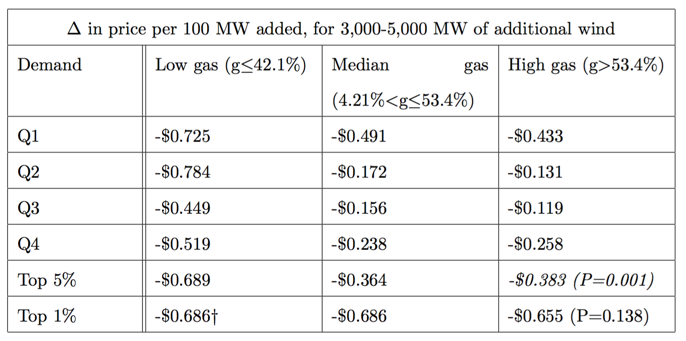 Δ in price per 100 MW added, for 3,000-5,000 MW of additional wind
Demand Low gas (g≤42.1%) Median gas High gas (g>53.4%)
(4.21%<g≤53.4%)
Q1 -$0.725 -$0.491 -$0.433
Q2 -$0.784 -$0.172 -$0.131
Q3 -$0.449 -$0.156 -$0.119
Q4 -$0.519 -$0.238 -$0.258
Top 5% -$0.689 -$0.364 -$0.383 (P=0.001)
Top 1% -$0.686† -$0.686 -$0.655 (P=0.138)